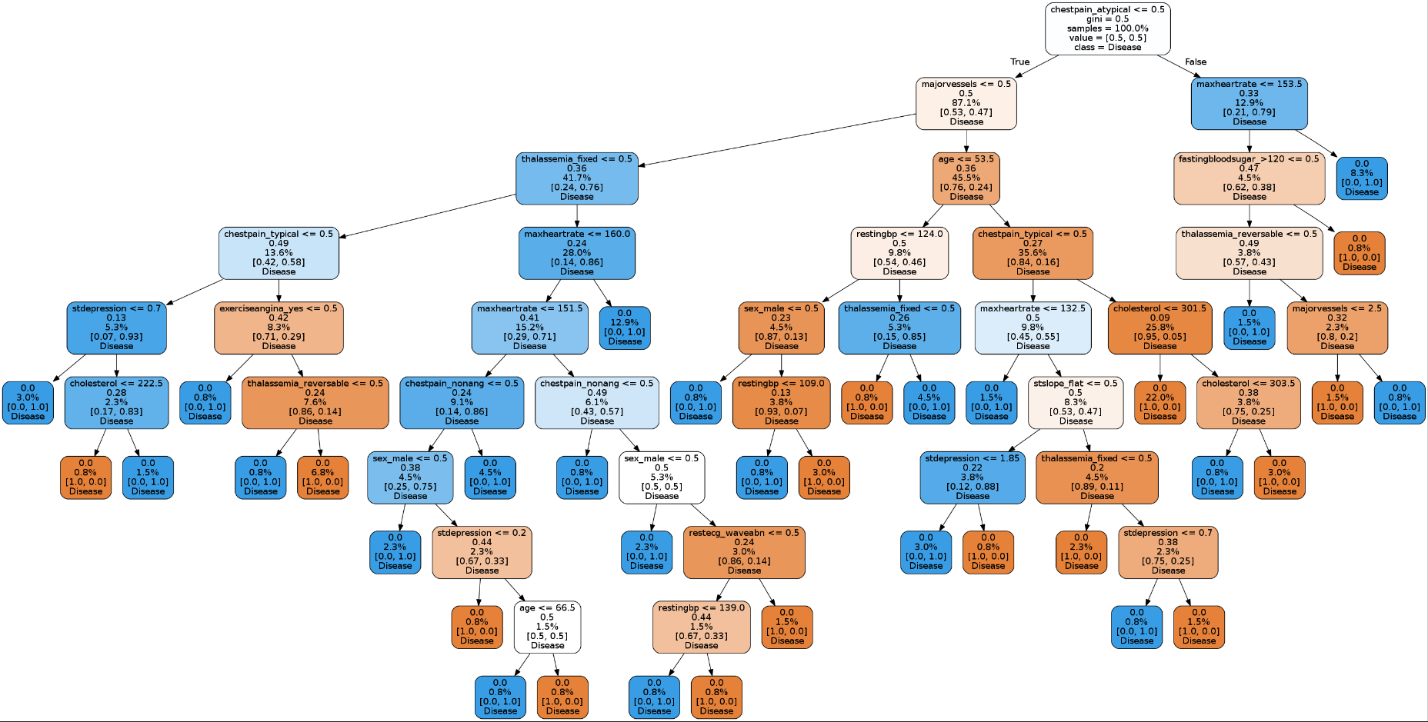 chestpain_atypical <= 0.5
gini = 0.5
samples = 100.0%
value = [0.5, 0.5]
class = Disease
True
False
majorvessels <= 0.5
0.5
87.1%
[0.53, 0.47]
Disease
maxheartrate <= 153.5
0.33
12.9%
[0.21, 0.79]
Disease
thalassemia_fixed <= 0.5
0.36
41.7%
[0.24, 0.76]
Disease
age <= 53.5
0.36
45.5%
[0.76, 0.24]
Disease
fastingbloodsugar_>120 <= 0.5
0.47
4.5%
[0.62, 0.38]
Disease
0.0
8.3%
[0.0, 1.0]
Disease
chestpain_typical <= 0.5
0.49
13.6%
[0.42, 0.58]
Disease
maxheartrate <= 160.0
0.24
28.0%
[0.14, 0.86]
Disease
restingbp <= 124.0
0.5
9.8%
[0.54, 0.46]
Disease
chestpain_typical <= 0.5
0.27
35.6%
[0.84, 0.16]
Disease
thalassemia_reversable <= 0.5
0.49
3.8%
[0.57, 0.43]
Disease
0.0
0.8%
[1.0, 0.0]
Disease
stdepression <= 0.7
0.13
5.3%
[0.07, 0.93]
Disease
exerciseangina_yes <= 0.5
0.42
8.3%
[0.71, 0.29]
Disease
maxheartrate <= 151.5
0.41
15.2%
[0.29, 0.71]
Disease
0.0
12.9%
[0.0, 1.0]
Disease
sex_male <= 0.5
0.23
4.5%
[0.87, 0.13]
Disease
thalassemia_fixed <= 0.5
0.26
5.3%
[0.15, 0.85]
Disease
maxheartrate <= 132.5
0.5
9.8%
[0.45, 0.55]
Disease
cholesterol <= 301.5
0.09
25.8%
[0.95, 0.05]
Disease
0.0
1.5%
[0.0, 1.0]
Disease
majorvessels <= 2.5
0.32
2.3%
[0.8, 0.2]
Disease
0.0
3.0%
[0.0, 1.0]
Disease
cholesterol <= 222.5
0.28
2.3%
[0.17, 0.83]
Disease
0.0
0.8%
[0.0, 1.0]
Disease
thalassemia_reversable <= 0.5
0.24
7.6%
[0.86, 0.14]
Disease
chestpain_nonang <= 0.5
0.24
9.1%
[0.14, 0.86]
Disease
chestpain_nonang <= 0.5
0.49
6.1%
[0.43, 0.57]
Disease
0.0
0.8%
[0.0, 1.0]
Disease
restingbp <= 109.0
0.13
3.8%
[0.93, 0.07]
Disease
0.0
0.8%
[1.0, 0.0]
Disease
0.0
4.5%
[0.0, 1.0]
Disease
0.0
1.5%
[0.0, 1.0]
Disease
stslope_flat <= 0.5
0.5
8.3%
[0.53, 0.47]
Disease
0.0
22.0%
[1.0, 0.0]
Disease
cholesterol <= 303.5
0.38
3.8%
[0.75, 0.25]
Disease
0.0
1.5%
[1.0, 0.0]
Disease
0.0
0.8%
[0.0, 1.0]
Disease
0.0
0.8%
[1.0, 0.0]
Disease
0.0
1.5%
[0.0, 1.0]
Disease
0.0
0.8%
[0.0, 1.0]
Disease
0.0
6.8%
[1.0, 0.0]
Disease
sex_male <= 0.5
0.38
4.5%
[0.25, 0.75]
Disease
0.0
4.5%
[0.0, 1.0]
Disease
0.0
0.8%
[0.0, 1.0]
Disease
sex_male <= 0.5
0.5
5.3%
[0.5, 0.5]
Disease
0.0
0.8%
[0.0, 1.0]
Disease
0.0
3.0%
[1.0, 0.0]
Disease
stdepression <= 1.85
0.22
3.8%
[0.12, 0.88]
Disease
thalassemia_fixed <= 0.5
0.2
4.5%
[0.89, 0.11]
Disease
0.0
0.8%
[0.0, 1.0]
Disease
0.0
3.0%
[1.0, 0.0]
Disease
0.0
2.3%
[0.0, 1.0]
Disease
stdepression <= 0.2
0.44
2.3%
[0.67, 0.33]
Disease
0.0
2.3%
[0.0, 1.0]
Disease
restecg_waveabn <= 0.5
0.24
3.0%
[0.86, 0.14]
Disease
0.0
3.0%
[0.0, 1.0]
Disease
0.0
0.8%
[1.0, 0.0]
Disease
0.0
2.3%
[1.0, 0.0]
Disease
stdepression <= 0.7
0.38
2.3%
[0.75, 0.25]
Disease
0.0
0.8%
[1.0, 0.0]
Disease
age <= 66.5
0.5
1.5%
[0.5, 0.5]
Disease
restingbp <= 139.0
0.44
1.5%
[0.67, 0.33]
Disease
0.0
1.5%
[1.0, 0.0]
Disease
0.0
0.8%
[0.0, 1.0]
Disease
0.0
1.5%
[1.0, 0.0]
Disease
0.0
0.8%
[0.0, 1.0]
Disease
0.0
0.8%
[1.0, 0.0]
Disease
0.0
0.8%
[0.0, 1.0]
Disease
0.0
0.8%
[1.0, 0.0]
Disease